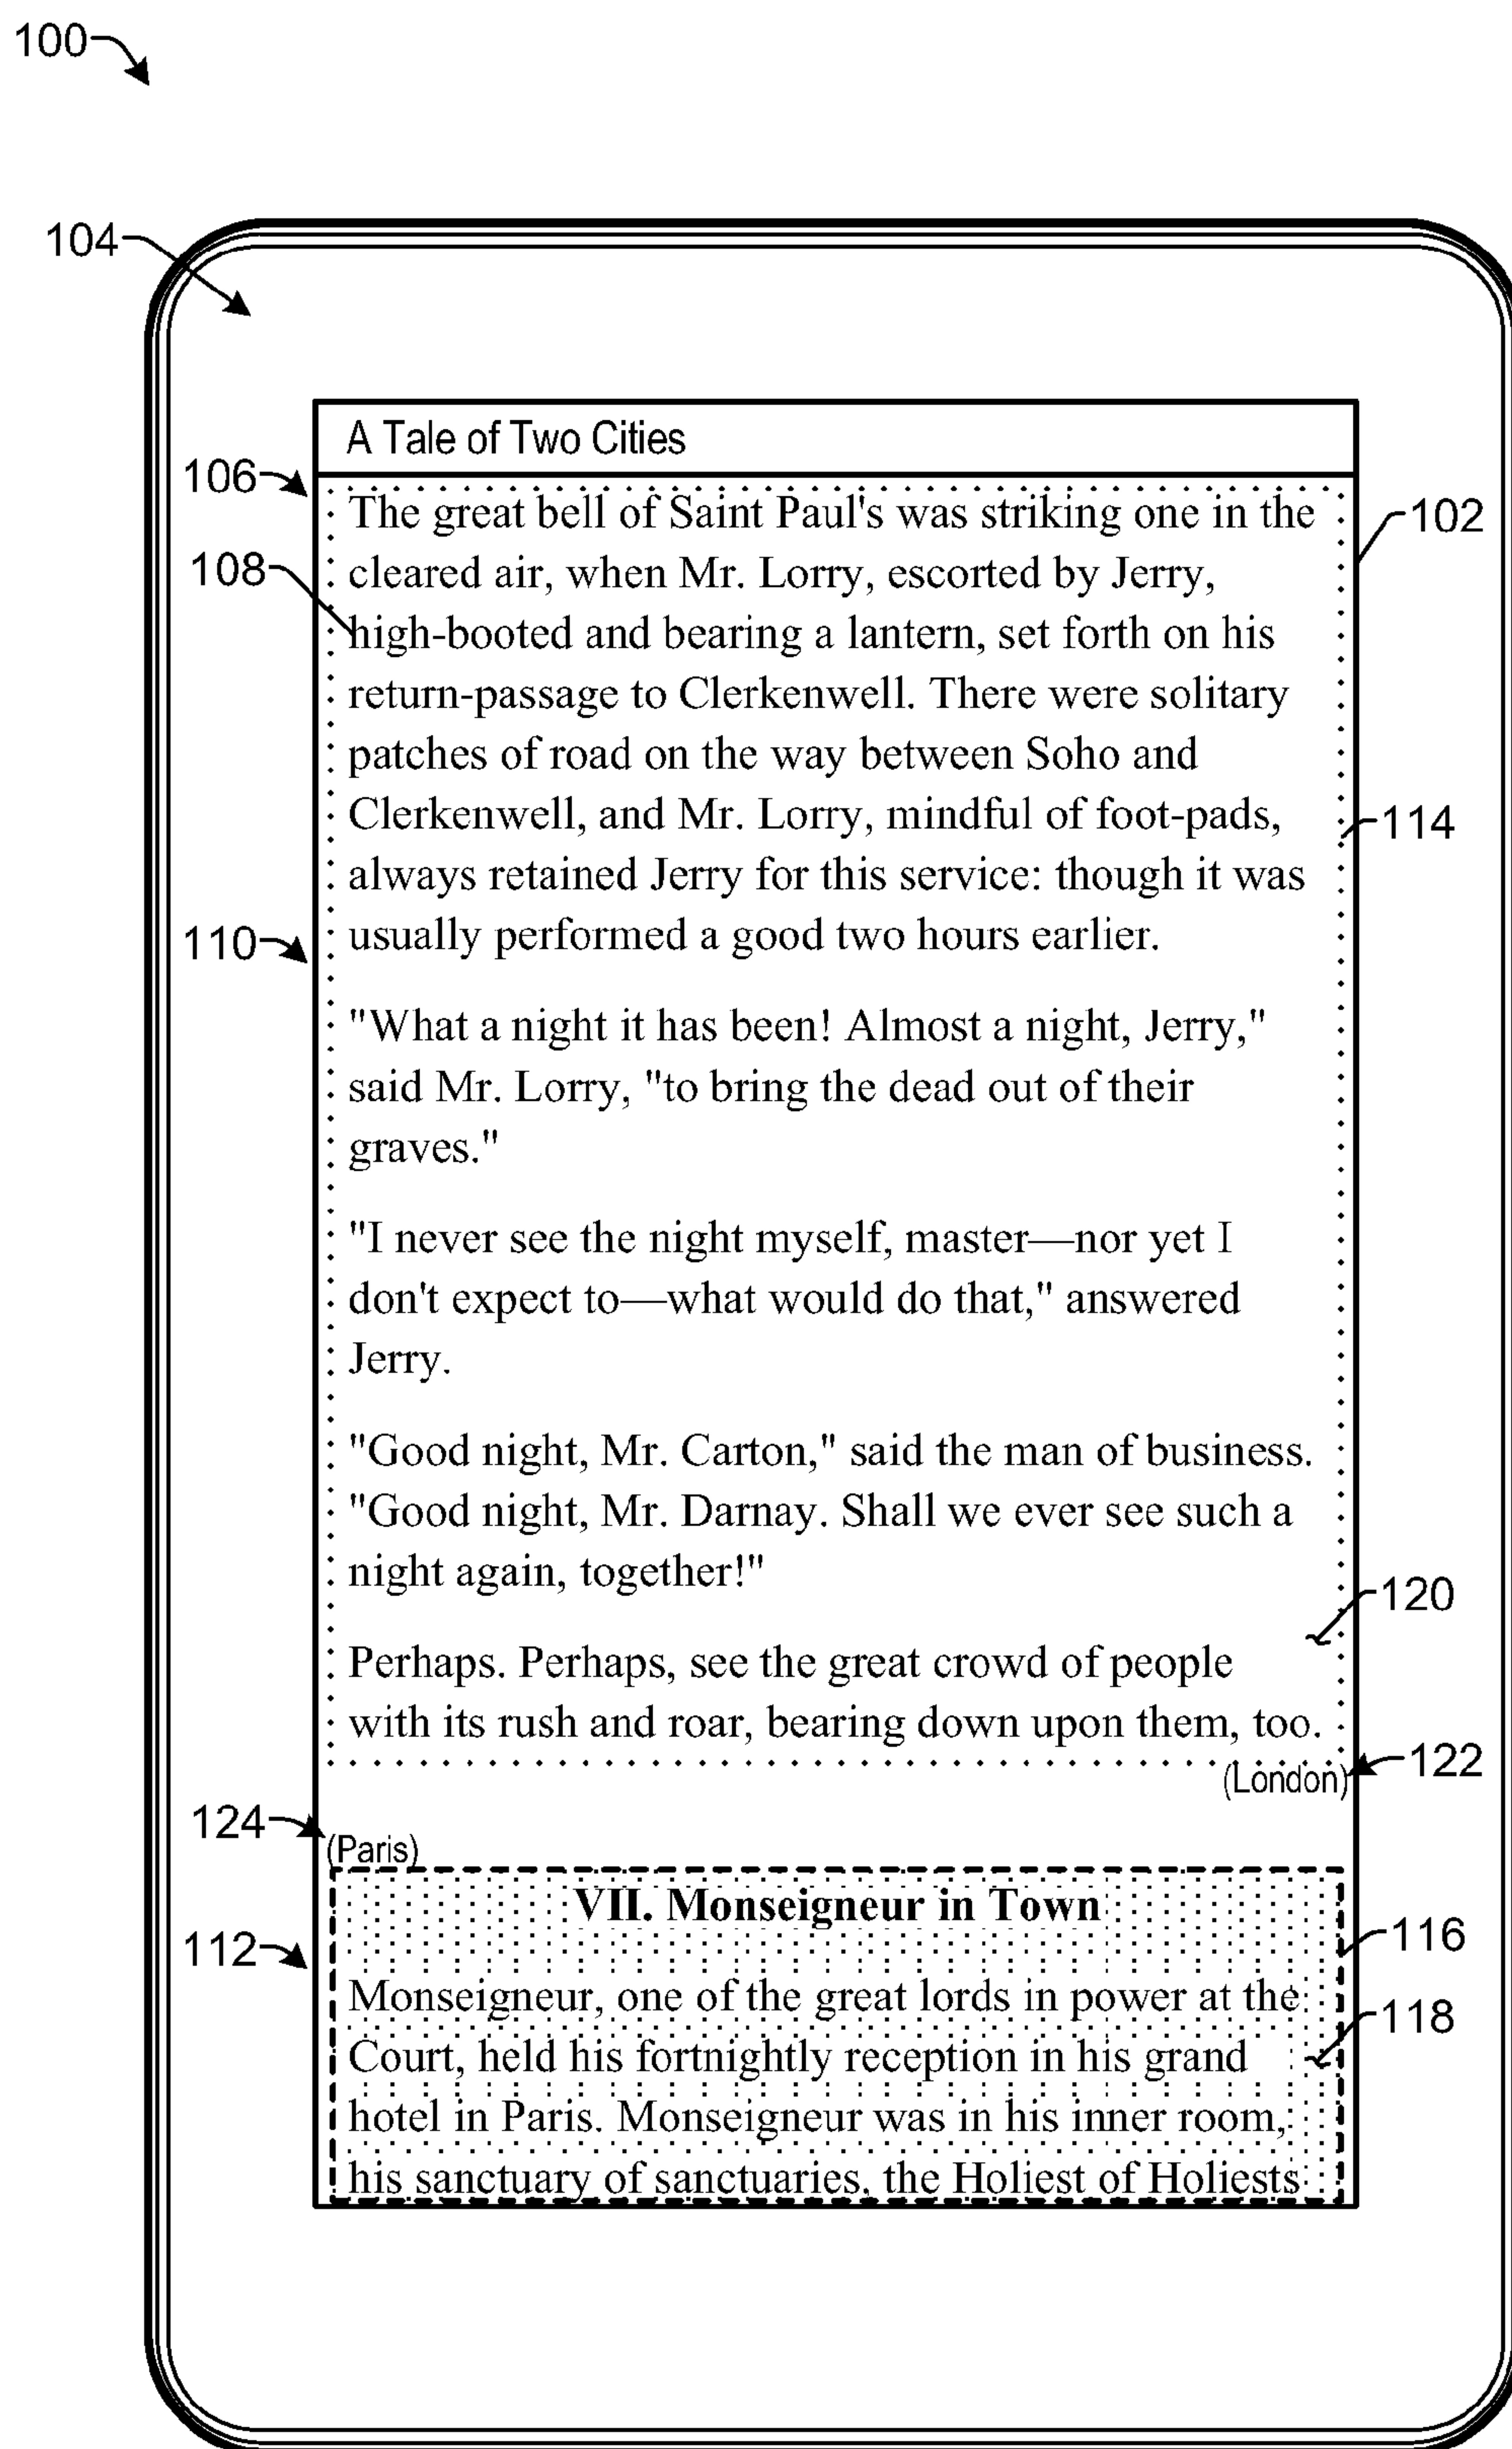 100
104
A Tale of Two Cities
106
The great bell of Saint Paul's was striking one in the
102
108
cleared air, when Mr. Lorry, escorted by Jerry,
high-booted and bearing a lantern, set forth on his
return-passage to Clerkenwell. There were solitary
patches of road on the way between Soho and
Clerkenwell, and Mr. Lorry, mindful of foot-pads,
114
always retained Jerry for this service: though it was
110
usually performed a good two hours earlier.
"What a night it has been! Almost a night, Jerry,"
said Mr. Lorry, "to bring the dead out of their
graves."
"I never see the night myself, master—nor yet I
don't expect to—what would do that," answered
Jerry.
"Good night, Mr. Carton," said the man of business.
"Good night, Mr. Darnay. Shall we ever see such a
night again, together!"
120
Perhaps. Perhaps, see the great crowd of people
with its rush and roar, bearing down upon them, too.
(London)
122
124
(Paris)
VII. Monseigneur in Town
116
112
Monseigneur, one of the great lords in power at the
118
Court, held his fortnightly reception in his grand
hotel in Paris. Monseigneur was in his inner room,
his sanctuary of sanctuaries, the Holiest of Holiests